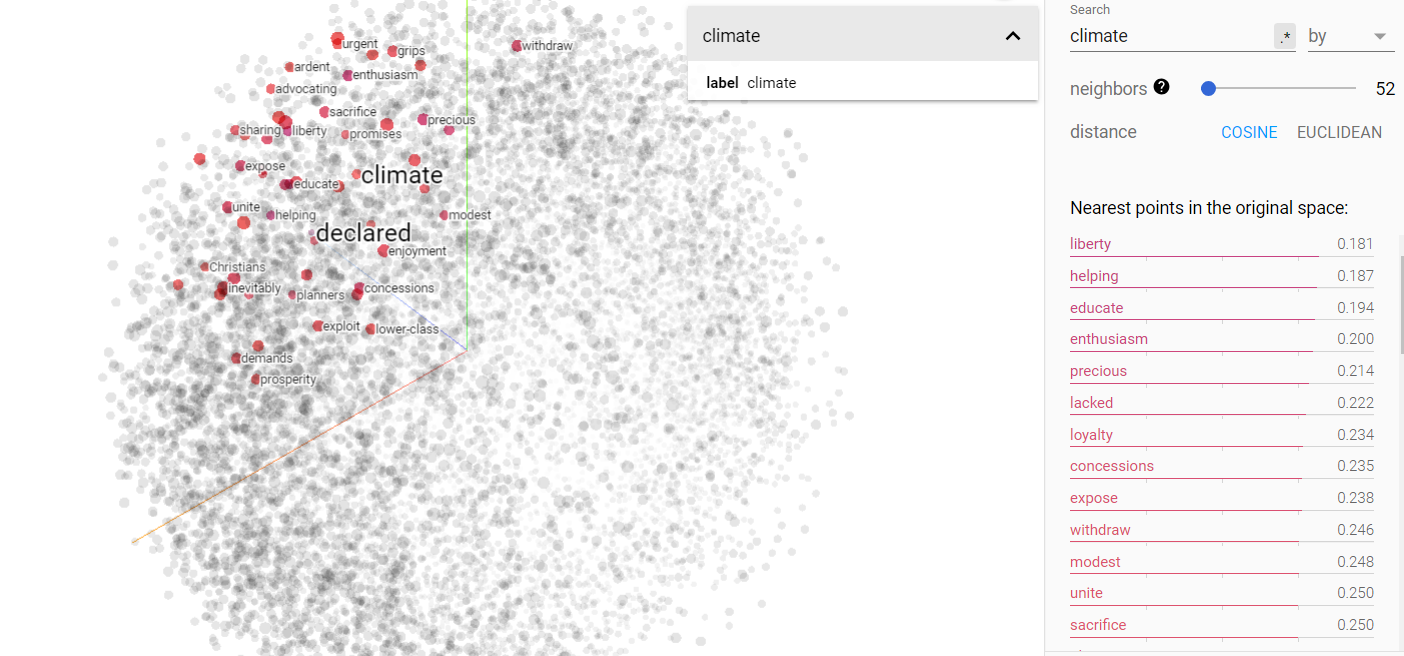 urgent
grips
withdraw
ardent
enthusiasm
advocating
sacrifice
precious
sharing
liberty
promises
expose
climate
educate
unite
helping
modest
declared
enjoyment
Christians
inevitably
planners
concessions
exploit
lower-class
demands
prosperity
climate
label climate
Search
climate .* by
neighbors ? 52
distance COSINE EUCLIDEAN
Nearest points in the original space:
liberty 0.181
helping 0.187
educate 0.194
enthusiasm 0.200
precious 0.214
lacked 0.222
loyalty 0.234
concessions 0.235
expose 0.238
withdraw 0.246
modest 0.248
unite 0.250
sacrifice 0.250